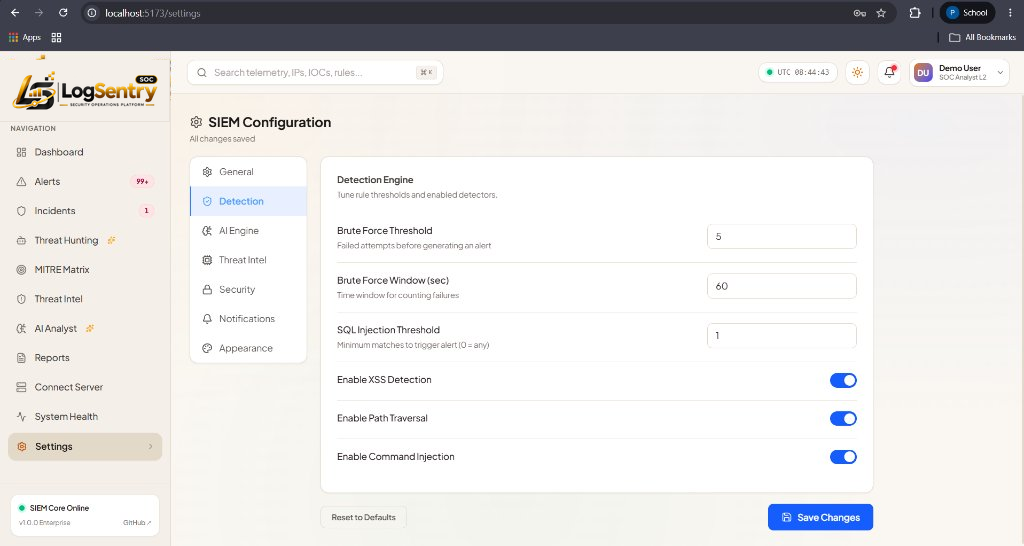 localhost:5173/settings
School
Apps
All Bookmarks
LS LogSentry SOC
SECURITY OPERATIONS PLATFORM
Search telemetry, IPs, IOCs, rules...
⌘K
UTC 08:44:43
DU
Demo User
SOC Analyst L2
NAVIGATION
Dashboard
Alerts 99+
Incidents 1
Threat Hunting
MITRE Matrix
Threat Intel
AI Analyst
Reports
Connect Server
System Health
Settings
SIEM Core Online
v1.0.0 Enterprise GitHub
SIEM Configuration
All changes saved
General
Detection
AI Engine
Threat Intel
Security
Notifications
Appearance
Detection Engine
Tune rule thresholds and enabled detectors.
Brute Force Threshold
Failed attempts before generating an alert
5
Brute Force Window (sec)
Time window for counting failures
60
SQL Injection Threshold
Minimum matches to trigger alert (0 = any)
1
Enable XSS Detection
Enable Path Traversal
Enable Command Injection
Reset to Defaults
Save Changes